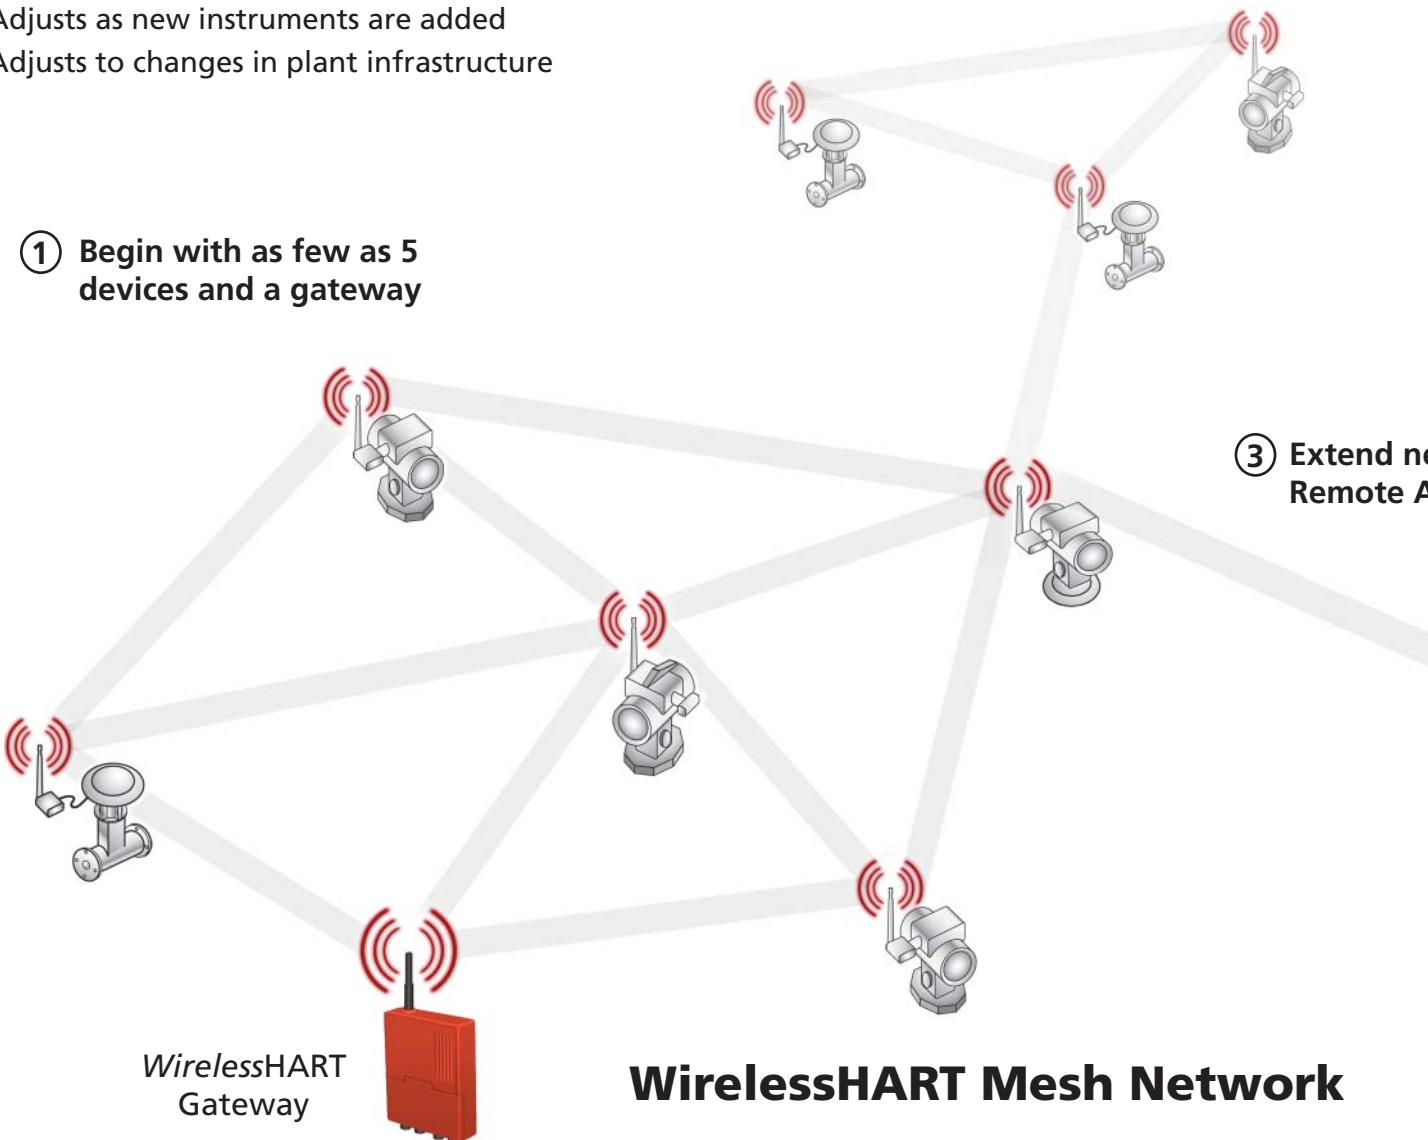 Adjusts as new instruments are added
Adjusts to changes in plant infrastructure
1 Begin with as few as 5
devices and a gateway
3 Extend
Remote
WirelessHART
Gateway
WirelessHART Mesh Network